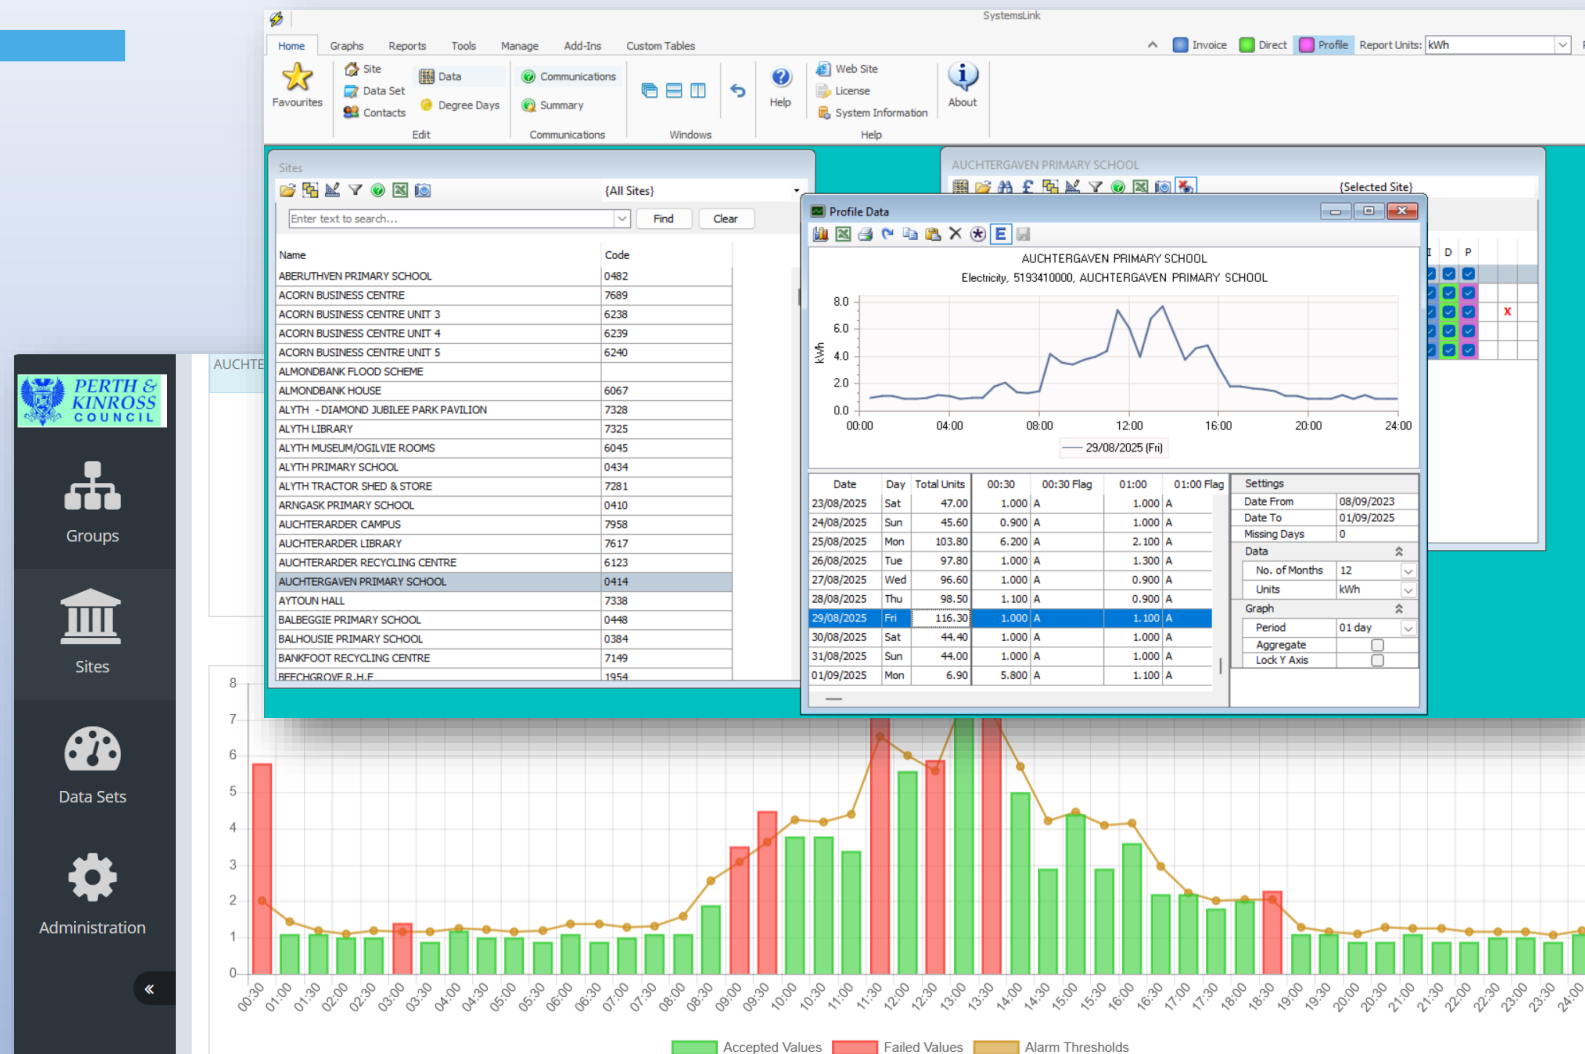 SystemsLink
Home Graphs Reports Tools Manage Add-Ins Custom Tables
Invoice Direct Profile Report Units: kWh
Favourites
Site
Data Set
Contacts
Data
Degree Days
Edit
Communications
Summary
Communications
Windows
Help
Web Site
License
System Information
Help
About
Sites
{All Sites}
Enter text to search... Find Clear
Name Code
ABERUTHVEN PRIMARY SCHOOL 0482
ACORN BUSINESS CENTRE 7689
ACORN BUSINESS CENTRE UNIT 3 6238
ACORN BUSINESS CENTRE UNIT 4 6239
ACORN BUSINESS CENTRE UNIT 5 6240
ALMONDBANK FLOOD SCHEME
ALMONDBANK HOUSE 6067
ALYTH - DIAMOND JUBILEE PARK PAVILION 7328
ALYTH LIBRARY 7325
ALYTH MUSEUM/OGILVIE ROOMS 6045
ALYTH PRIMARY SCHOOL 0434
ALYTH TRACTOR SHED & STORE 7281
ARNGASK PRIMARY SCHOOL 0410
AUCHTERARDER CAMPUS 7958
AUCHTERARDER LIBRARY 7617
AUCHTERARDER RECYCLING CENTRE 6123
AUCHTERGAVEN PRIMARY SCHOOL 0414
AYTOUN HALL 7338
BALBEGGIE PRIMARY SCHOOL 0448
BALHOUSIE PRIMARY SCHOOL 0384
BANKFOOT RECYCLING CENTRE 7149
BEECHGROVE R.H.E 1954
AUCHTERGAVEN PRIMARY SCHOOL
{Selected Site}
I D P
X
Profile Data
E
AUCHTERGAVEN PRIMARY SCHOOL
Electricity, 5193410000, AUCHTERGAVEN PRIMARY SCHOOL
kWh
8.0
6.0
4.0
2.0
0.0
00:00 04:00 08:00 12:00 16:00 20:00 24:00
29/08/2025 (Fri)
Date Day Total Units 00:30 00:30 Flag 01:00 01:00 Flag
23/08/2025 Sat 47.00 1.000 A 1.000 A
24/08/2025 Sun 45.60 0.900 A 1.000 A
25/08/2025 Mon 103.80 6.200 A 2.100 A
26/08/2025 Tue 97.80 1.000 A 1.300 A
27/08/2025 Wed 96.60 1.000 A 0.900 A
28/08/2025 Thu 98.50 1.100 A 0.900 A
29/08/2025 Fri 116.30 1.000 A 1.100 A
30/08/2025 Sat 44.40 1.000 A 1.000 A
31/08/2025 Sun 44.00 1.000 A 1.000 A
01/09/2025 Mon 6.90 5.800 A 1.100 A
Settings
Date From 08/09/2023
Date To 01/09/2025
Missing Days 0
Data
No. of Months 12
Units kWh
Graph
Period 01 day
Aggregate
Lock Y Axis
PERTH &
KINROSS
COUNCIL
Groups
Sites
Data Sets
Administration
«
AUCHTE
8
7
6
5
4
3
2
1
0
00:30 01:00 01:30 02:00 02:30 03:00 03:30 04:00 04:30 05:00 05:30 06:00 06:30 07:00 07:30 08:00 08:30 09:00 09:30 10:00 10:30 11:00 11:30 12:00 12:30 13:00 13:30 14:00 14:30 15:00 15:30 16:00 16:30 17:00 17:30 18:00 18:30 19:00 19:30 20:00 20:30 21:00 21:30 22:00 22:30 23:00 23:30 24:00
Accepted Values Failed Values Alarm Thresholds